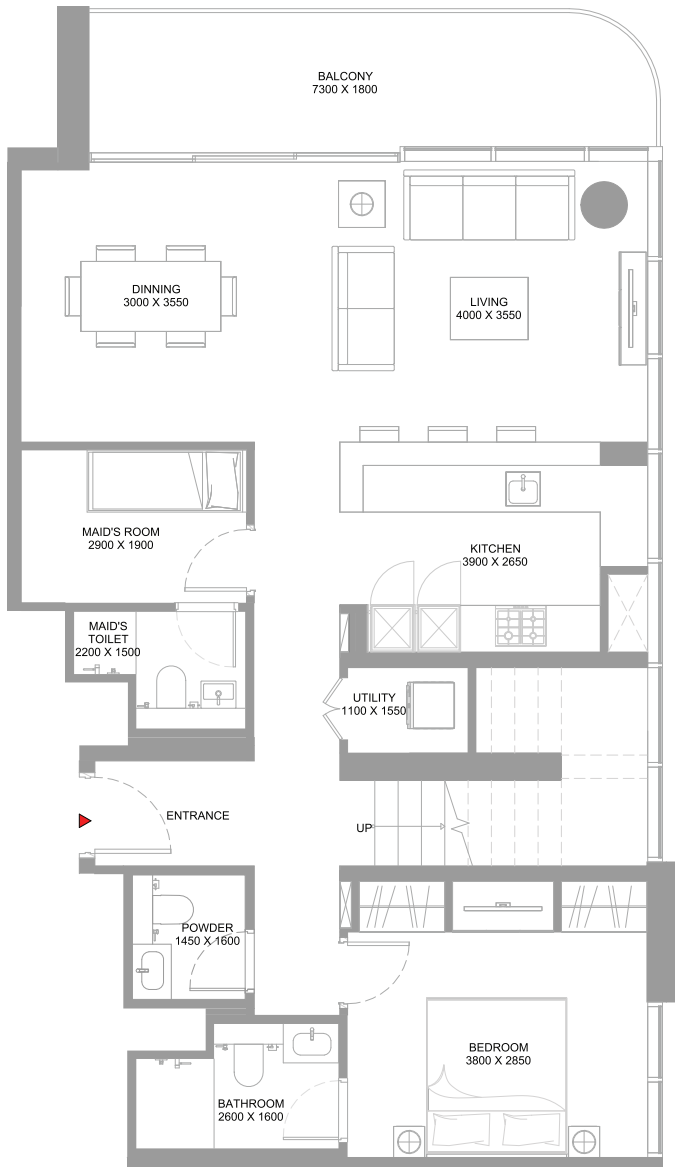 BALCONY
7300 X 1800
DINNING
3000 X 3550
LIVING
4000 X 3550
MAID'S ROOM
2900 X 1900
KITCHEN
3900 X 2650
MAID'S
TOILET
2200 X 1500
UTILITY
1100 X 1550
ENTRANCE
UP
POWDER
1450 X 1600
BEDROOM
3800 X 2850
BATHROOM
2600 X 1600